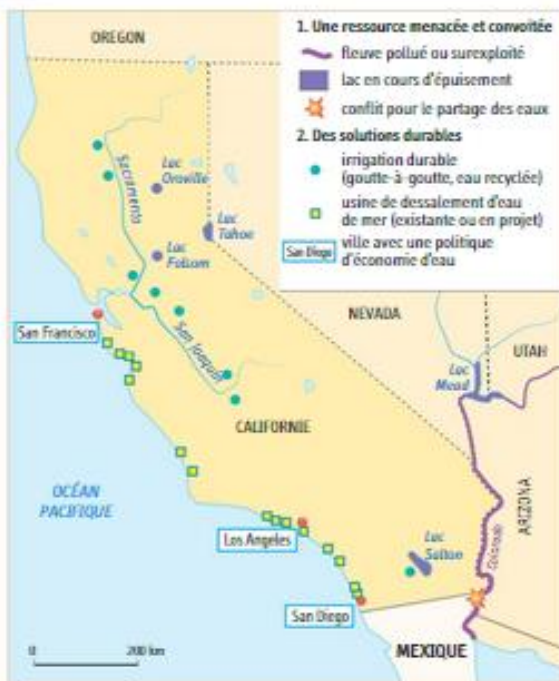 OREGON
1. Une ressource menacée et convoitée
fleuve pollué ou surexploité
lac en cours d'épuisement
conflit pour le partage des eaux
2. Des solutions durables
irrigation durable
(goutte-à-goutte, eau recyclée)
usine de dessalement d'eau
de mer (existante ou en projet)
San Diego
ville avec une politique
d'économie d'eau
Sacramento
Lac
Oroville
Lac
Tahoe
Lac
Folsom
San Francisco
San Joaquin
NEVADA
UTAH
Lac
Mead
CALIFORNIE
OCÉAN
PACIFIQUE
ARIZONA
Colorado
Los Angeles
Lac
Salton
San Diego
MEXIQUE
0 200 km